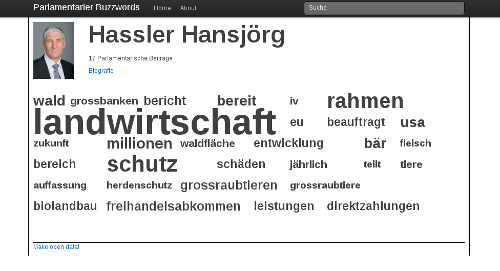 Parlamentarier Buzzwords Home About Suche
Hassler Hansjörg
17 Parlamentarische Beiträge
Biografie
wald grossbanken bericht bereit iv rahmen
landwirtschaft eu beauftragt usa
zukunft millionen waldfläche entwicklung bär fleisch
bereich schutz schäden jährlich teilt tiere
auffassung herdenschutz grossraubtieren grossraubtiere
biolandbau freihandelsabkommen leistungen direktzahlungen
Make open data!